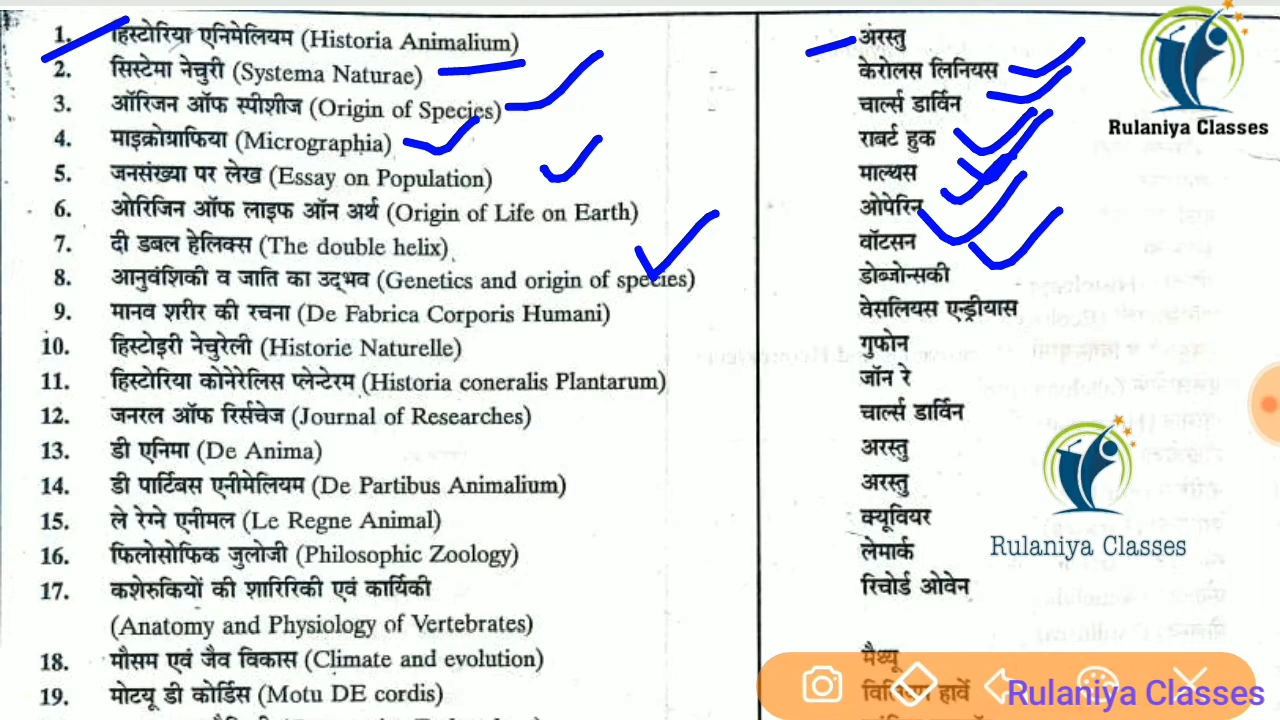 1. हिस्टोरिया एनिमेलियम (Historia Animalium) अरस्तु
2. सिस्टेमा नेचुरी (Systema Naturae) केरोलस लिनियस
3. ऑरिजन ऑफ स्पीशीज (Origin of Species) चार्ल्स डार्विन
4. माइक्रोग्राफिया (Micrographia) राबर्ट हुक
5. जनसंख्या पर लेख (Essay on Population) माल्थस
6. ओरिजिन ऑफ लाइफ ऑन अर्थ (Origin of Life on Earth) ओपेरिन
7. दी डबल हेलिक्स (The double helix) वॉटसन
8. आनुवंशिकी व जाति का उद्भव (Genetics and origin of species) डोब्जोन्सकी
9. मानव शरीर की रचना (De Fabrica Corporis Humani) वेसलियस एन्ड्रीयास
10. हिस्टोइरी नेचुरेली (Historie Naturelle) गुफोन
11. हिस्टोरिया कोनेरेलिस प्लेन्टेरम (Historia coneralis Plantarum) जॉन रे
12. जनरल ऑफ रिर्सचेज (Journal of Researches) चार्ल्स डार्विन
13. डी एनिमा (De Anima) अरस्तु
14. डी पार्टिबस एनीमेलियम (De Partibus Animalium) अरस्तु
15. ले रेग्ने एनीमल (Le Regne Animal) क्यूवियर
16. फिलोसोफिक जुलोजी (Philosophic Zoology) लेमार्क
17. कशेरुकियों की शारिरिकी एवं कार्यिकी रिचोर्ड ओवेन
(Anatomy and Physiology of Vertebrates)
18. मौसम एवं जैव विकास (Climate and evolution) मैथ्यू
19. मोटयू डी कोर्डिस (Motu DE cordis) विलियम हार्वे
Rulaniya Classes
Rulaniya Classes
Rulaniya Classes